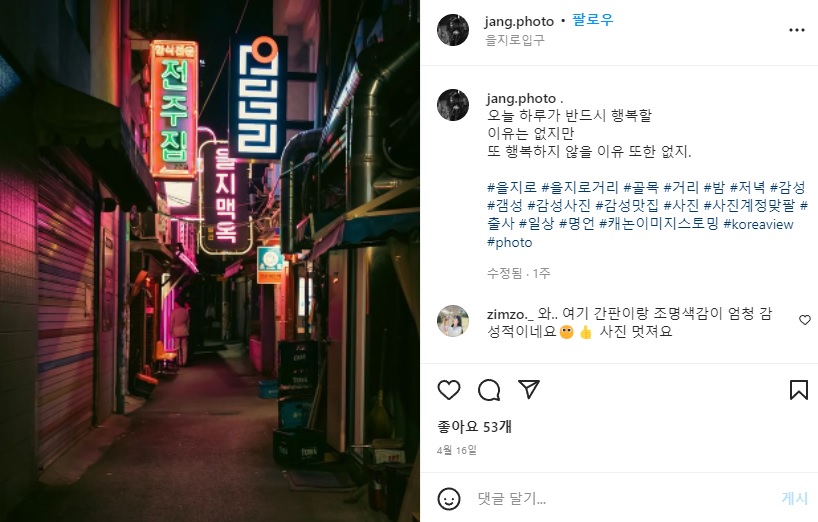 한식전문
전주집
을지맥옥
jang.photo • 팔로우
을지로입구
jang.photo .
오늘 하루가 반드시 행복할
이유는 없지만
또 행복하지 않을 이유 또한 없지.
#을지로 #을지로거리 #골목 #거리 #밤 #저녁 #감성
#갬성 #감성사진 #감성맛집 #사진 #사진계정맞팔 #
출사 #일상 #명언 #캐논이미지스토밍 #koreaview
#photo
수정됨 · 1주
zimzo._ 와.. 여기 간판이랑 조명색감이 엄청 감
성적이네요😶👍 사진 멋져요
좋아요 53개
4월 16일
댓글 달기...
게시